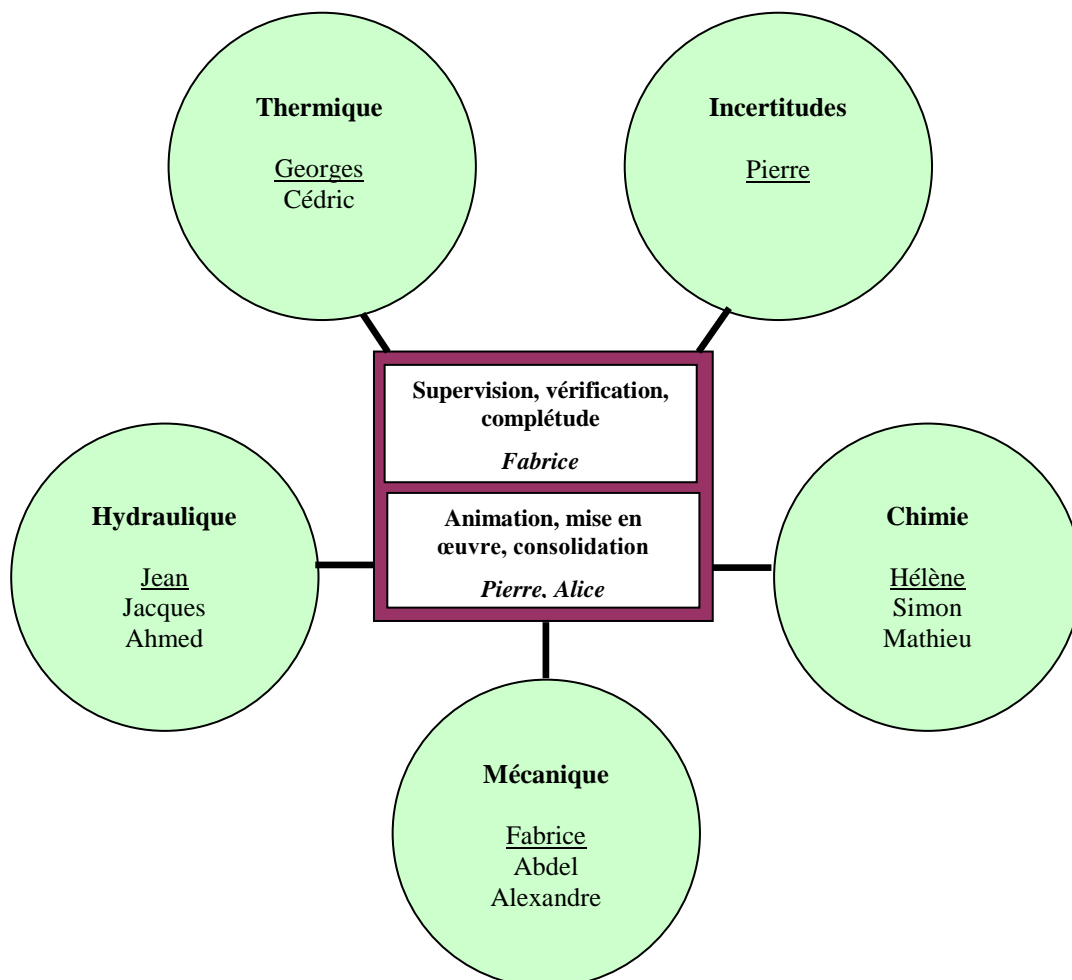 Thermique
Georges
Cédric
Incertitudes
Pierre
Supervision, vérification,
complétude
Fabrice
Animation, mise en
œuvre, consolidation
Pierre, Alice
Hydraulique
Jean
Jacques
Ahmed
Chimie
Hélène
Simon
Mathieu
Mécanique
Fabrice
Abdel
Alexandre